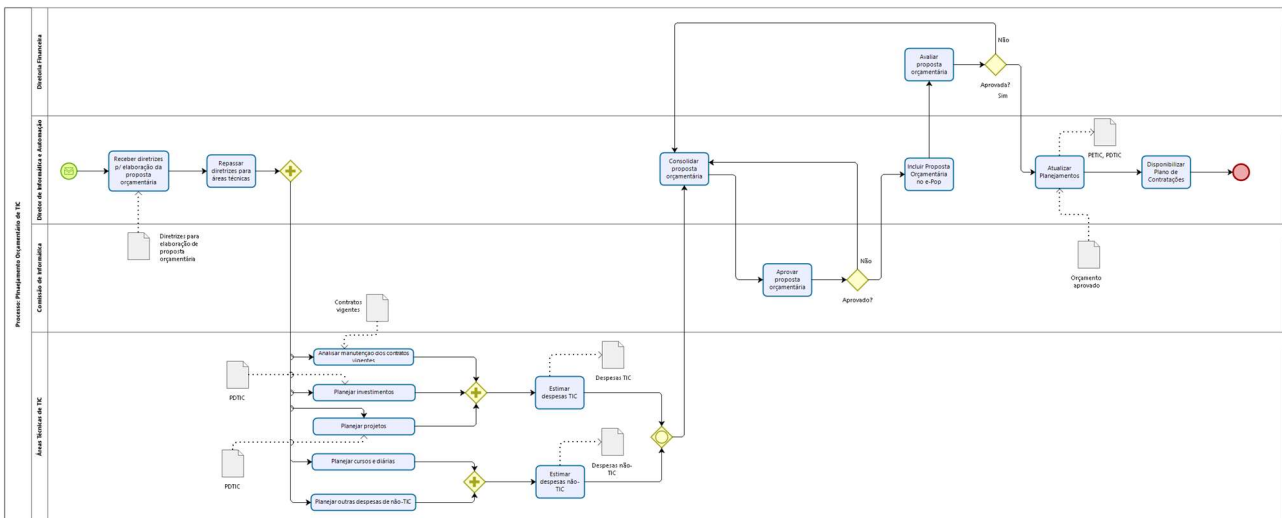 Processo: Pinsejamento Orçamentário de TIC
Diretoria Financeira
Não
Avaliar
proposta
orçamentária
Aprovada?
Sim
Diretor de Informática e Automação
Receber diretrizes
p/ elaboração da
proposta
orçamentária
Repassar
diretrizes para
áreas técnicas
Consolidar
proposta
orçamentária
Incluir Proposta
Orçamentária
no e-Pop
PETIC, PDTIC
Atualizar
Planejamentos
Disponibilizar
Plano de
Contratações
Comissão de Informática
Diretrizes para
elaboração de
proposta
orçamentária
Aprovar
proposta
orçamentária
Não
Aprovado?
Orçamento
aprovado
Contratos
vigentes
Áreas Técnicas de TIC
Analisar manutenção dos contratos
vigentes
PDTIC
Planejar investimentos
Planejar projetos
Despesas TIC
Estimar
despesas TIC
PDTIC
Planejar cursos e diárias
Planejar outras despesas de não-TIC
Despesas não-
TIC
Estimar
despesas não-
TIC